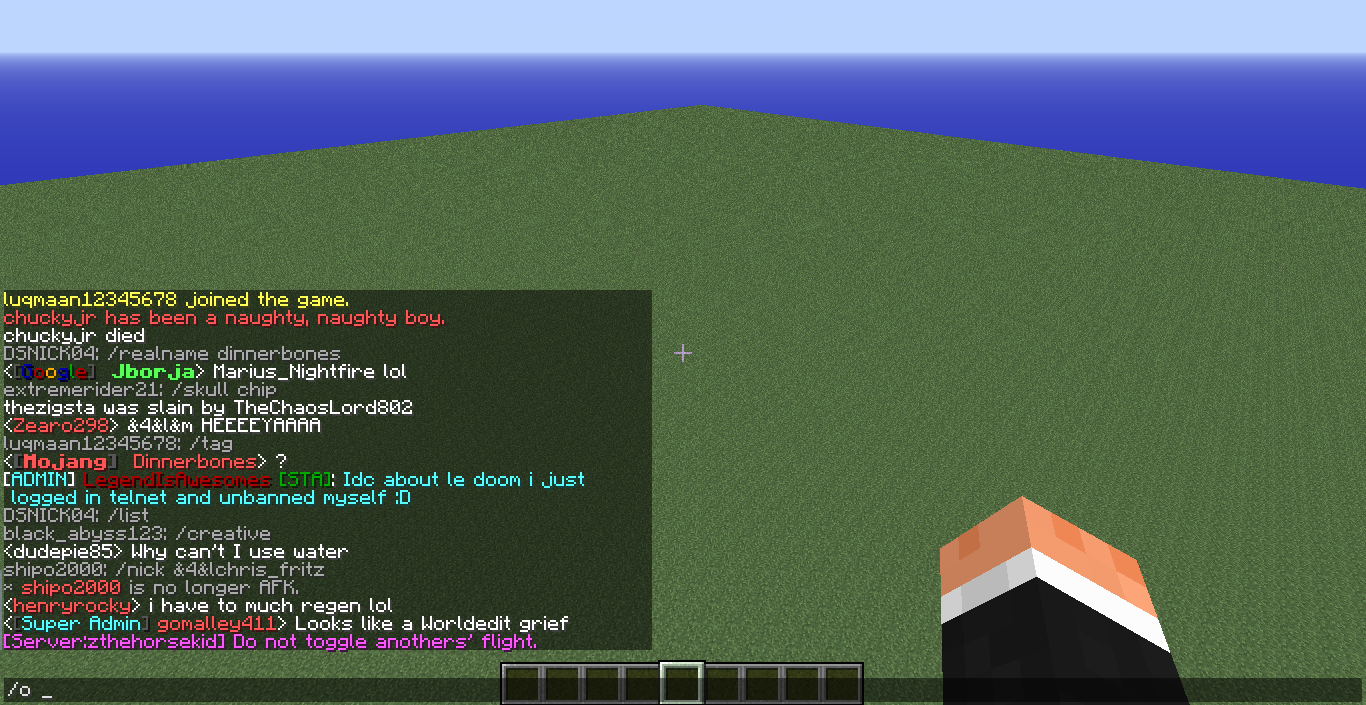 luqmaan12345678 joined the game.
chuckyjr has been a naughty, naughty boy.
chuckyjr died
DSNICK04: /realname dinnerbones
<[Google] Jborja> Marius_Nightfire lol
extremerider21: /skull chip
thezigsta was slain by TheChaosLord802
<Zearo298> &4&l&m HEEEEYAAAA
luqmaan12345678: /tag
<[Mojang] Dinnerbones> ?
[ADMIN] LegendIsAwesomes [STA]: Idc about le doom i just
logged in telnet and unbanned myself :D
DSNICK04: /list
black_abyss123: /creative
<dudepie85> Why can't I use water
shipo2000: /nick &4&lchris_fritz
* shipo2000 is no longer AFK.
<henryrocky> i have to much regen lol
<[Super Admin] gomalley411> Looks like a Worldedit grief
[Server:zthehorsekid] Do not toggle anothers' flight.
/o _